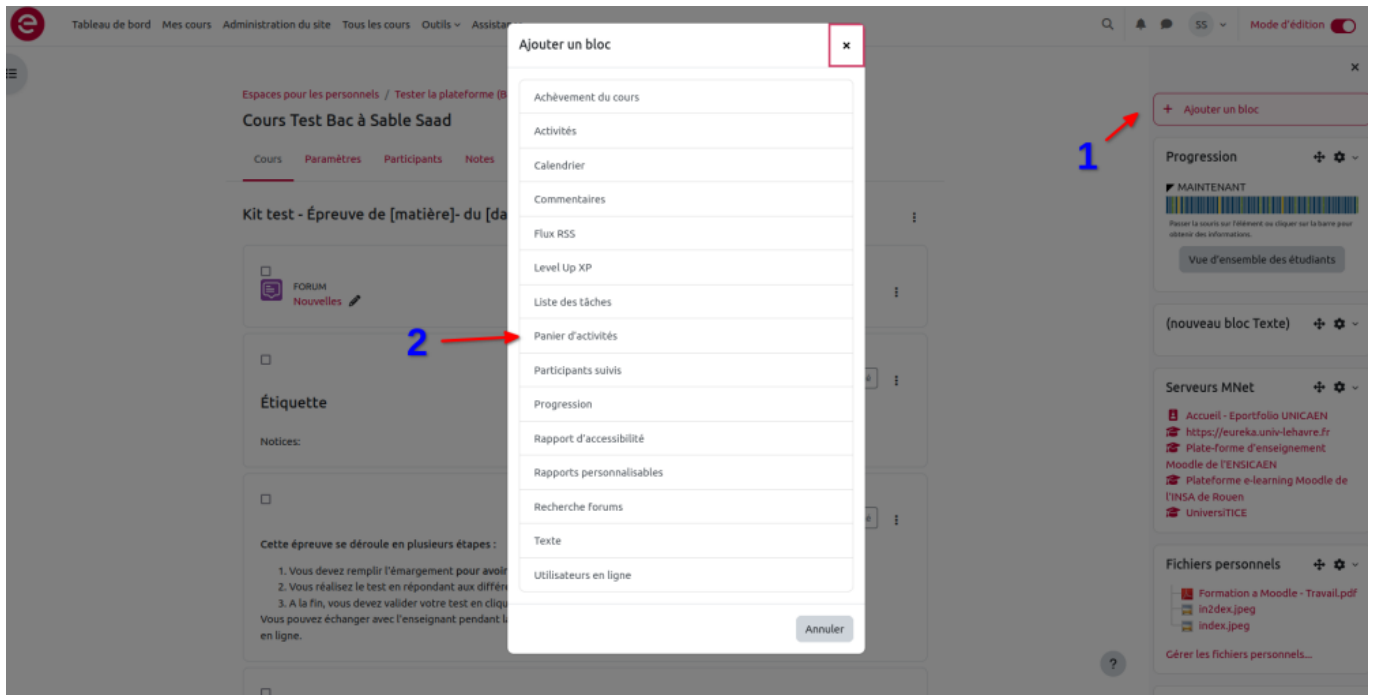 Tableau de bord Mes cours Administration du site Tous les cours Outils Assistan
SS
Mode d'édition
Espaces pour les personnels / Tester la plateforme (B
Cours Test Bac à Sable Saad
Cours Paramètres Participants Notes
Kit test - Épreuve de [matière]- du [da
FORUM
Nouvelles
Étiquette
Notices:
Cette épreuve se déroule en plusieurs étapes :
1. Vous devez remplir l'émargement pour avoir
2. Vous réalisez le test en répondant aux différe
3. A la fin, vous devez valider votre test en cliqu
Vous pouvez échanger avec l'enseignant pendant l
en ligne.
Ajouter un bloc
×
Achèvement du cours
Activités
Calendrier
Commentaires
Flux RSS
Level Up XP
Liste des tâches
2
Panier d'activités
Participants suivis
Progression
Rapport d'accessibilité
Rapports personnalisables
Recherche forums
Texte
Utilisateurs en ligne
Annuler
×
1
+ Ajouter un bloc
Progression
MAINTENANT
Passer la souris sur l'élément ou cliquer sur la barre pour
obtenir des informations.
Vue d'ensemble des étudiants
(nouveau bloc Texte)
Serveurs MNet
Accueil - Eportfolio UNICAEN
https://eureka.univ-lehavre.fr
Plate-forme d'enseignement
Moodle de l'ENSICAEN
Plateforme e-learning Moodle de
l'INSA de Rouen
UniversiTICE
Fichiers personnels
Formation a Moodle - Travail.pdf
in2dex.jpeg
index.jpeg
Gérer les fichiers personnels...
?